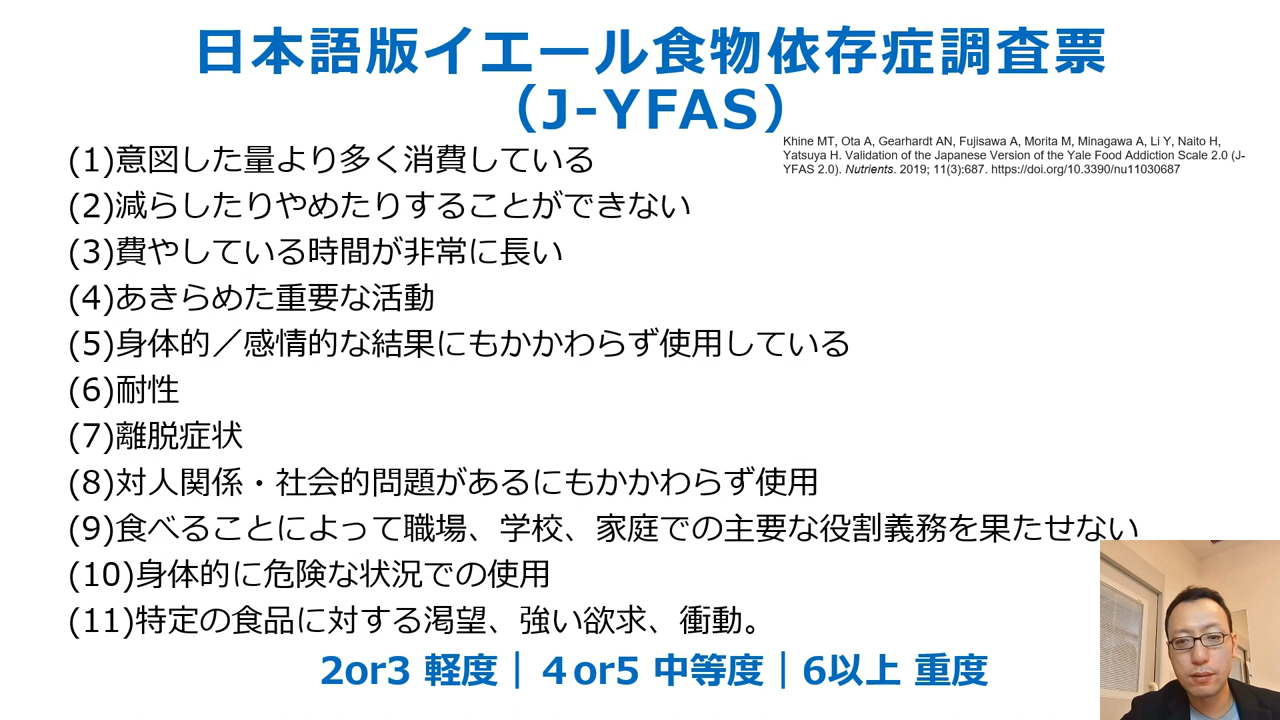 日本語版イエール食物依存症調査票
（J-YFAS）
Khine MT, Ota A, Gearhardt AN, Fujisawa A, Morita M, Minagawa A, Li Y, Naito H,
Yatsuya H. Validation of the Japanese Version of the Yale Food Addiction Scale 2.0 (J-
YFAS 2.0). Nutrients. 2019; 11(3):687. https://doi.org/10.3390/nu11030687
(1)意図した量より多く消費している
(2)減らしたりやめたりすることができない
(3)費やしている時間が非常に長い
(4)あきらめた重要な活動
(5)身体的／感情的な結果にもかかわらず使用している
(6)耐性
(7)離脱症状
(8)対人関係・社会的問題があるにもかかわらず使用
(9)食べることによって職場、学校、家庭での主要な役割義務を果たせない
(10)身体的に危険な状況での使用
(11)特定の食品に対する渇望、強い欲求、衝動。
2or3 軽度｜４or5 中等度｜6以上 重度